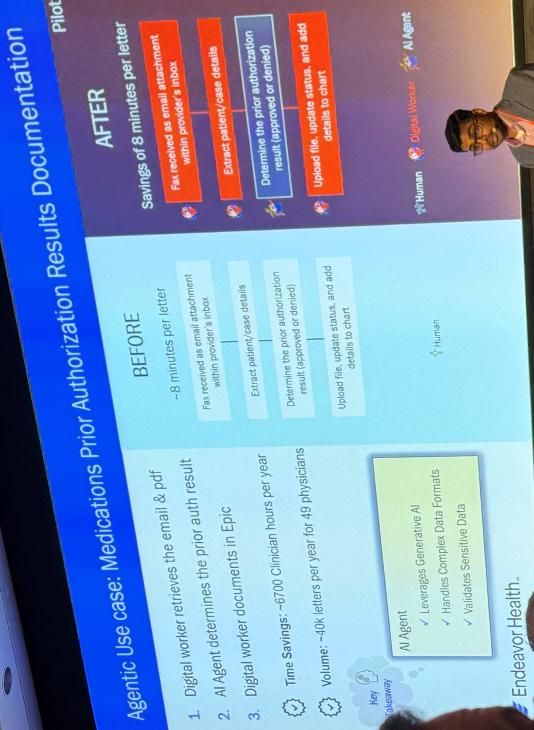 Agentic Use case: Medications Prior Authorization Results Documentation
Pilot
1. Digital worker retrieves the email & pdf
2. AI Agent determines the prior auth result
3. Digital worker documents in Epic
Time Savings: ~6700 Clinician hours per year
Volume: ~40k letters per year for 49 physicians
Key
Takeaway
AI Agent
✓ Leverages Generative AI
✓ Handles Complex Data Formats
✓ Validates Sensitive Data
Endeavor Health™
BEFORE
~8 minutes per letter
Fax received as email attachment
within provider's inbox
Extract patient/case details
Determine the prior authorization
result (approved or denied)
Upload file, update status, and add
details to chart
Human
AFTER
Savings of 8 minutes per letter
Fax received as email attachment
within provider's inbox
Extract patient/case details
Determine the prior authorization
result (approved or denied)
Upload file, update status, and add
details to chart
Human
Digital Worker
AI Agent